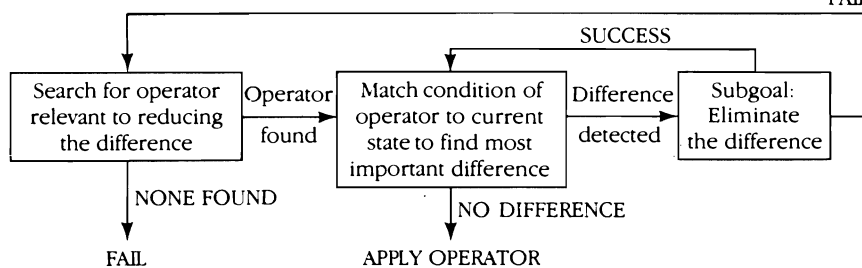 SUCCESS
Search for operator
relevant to reducing
the difference
Operator
found
Match condition of
operator to current
state to find most
important difference
Difference
detected
Subgoal:
Eliminate
the difference
NONE FOUND
NO DIFFERENCE
FAIL
APPLY OPERATOR